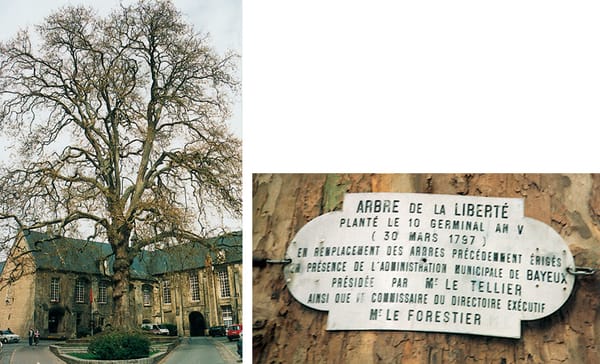 ARBRE DE LA LIBERTÉ
PLANTÉ LE 10 GERMINAL AN V
( 30 MARS 1797 )
EN REMPLACEMENT DES ARBRES PRÉCÉDEMMENT ÉRIGÉS
EN PRÉSENCE DE L'ADMINISTRATION MUNICIPALE DE BAYEUX
PRÉSIDÉE PAR MR LE TELLIER
AINSI QUE COMMISSAIRE DU DIRECTOIRE EXÉCUTIF
MR LE FORESTIER